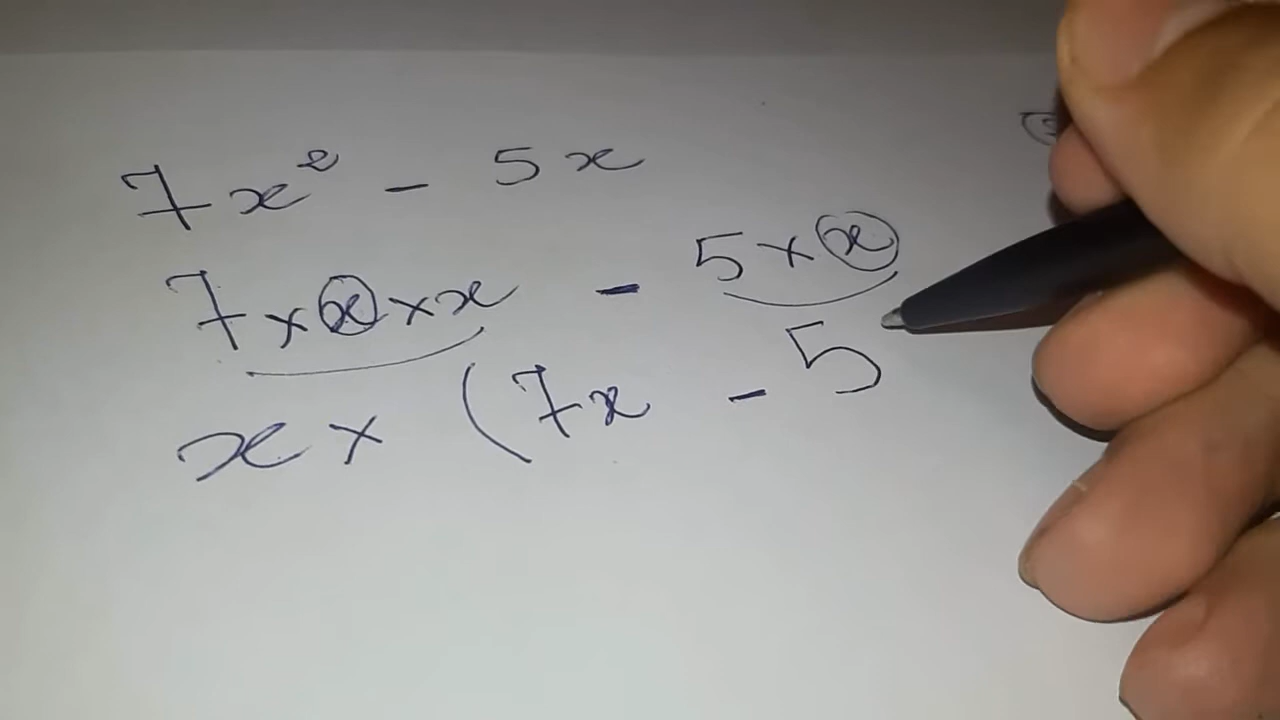 7x² - 5x
7 × x × x - 5 × x
x × (7x - 5